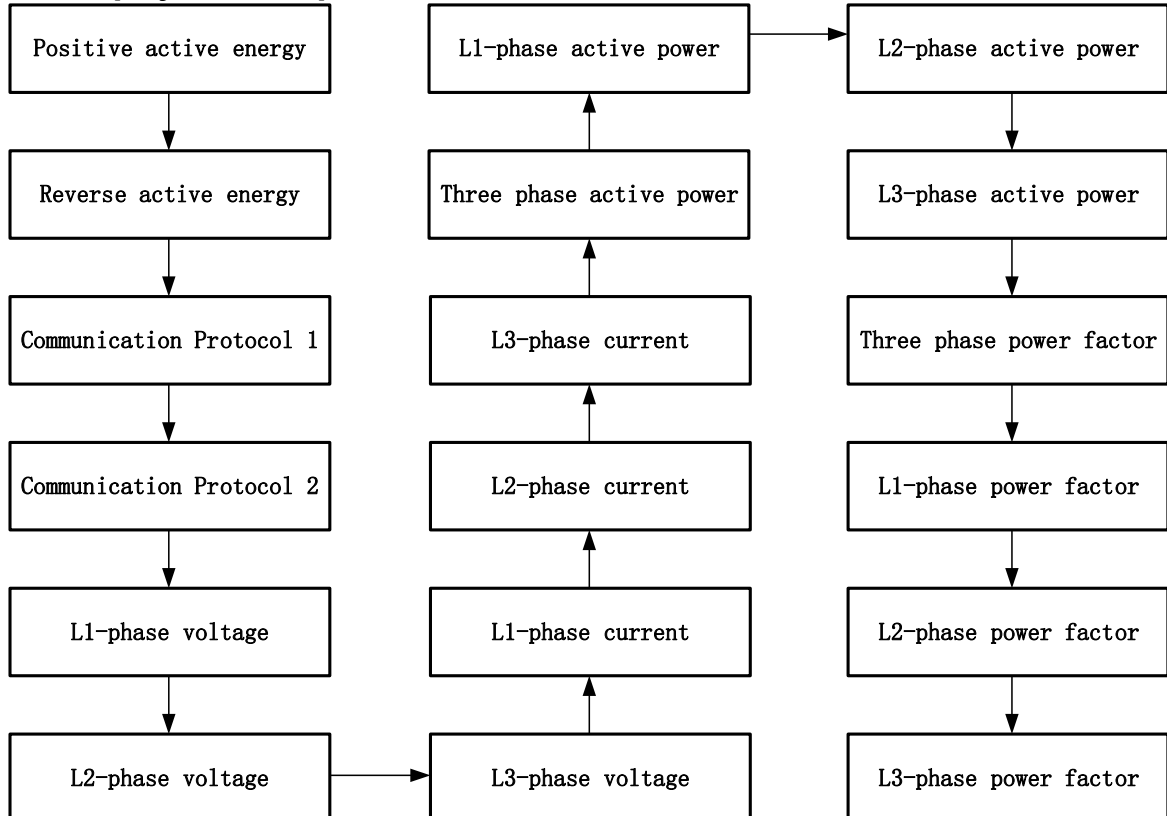 Positive active energy
Reverse active energy
Communication Protocol 1
Communication Protocol 2
L1-phase voltage
L2-phase voltage
L3-phase voltage
L1-phase current
L2-phase current
L3-phase current
Three phase active power
L1-phase active power
L2-phase active power
L3-phase active power
Three phase power factor
L1-phase power factor
L2-phase power factor
L3-phase power factor